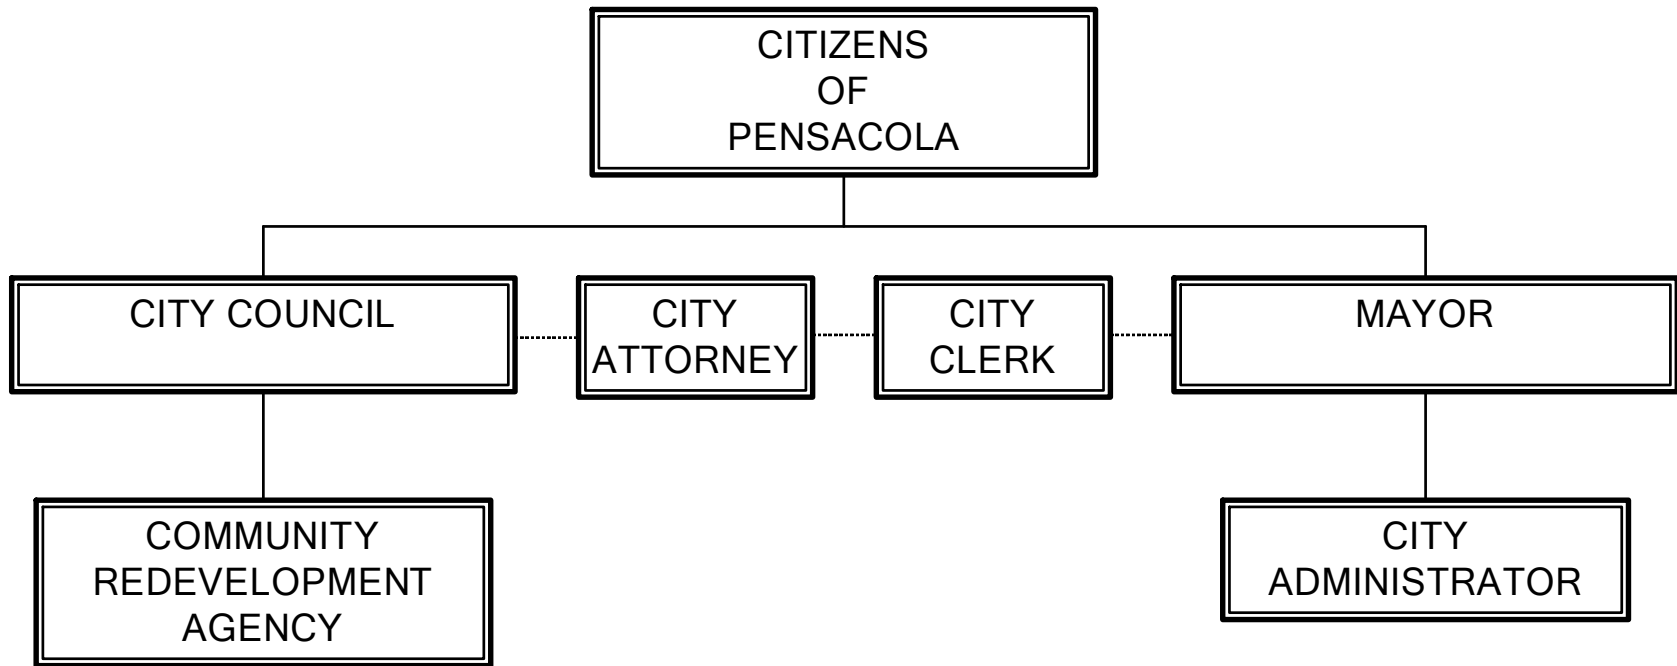 CITIZENS
OF
PENSACOLA
CITY COUNCIL
CITY
ATTORNEY
CITY
CLERK
MAYOR
COMMUNITY
REDEVELOPMENT
AGENCY
CITY
ADMINISTRATOR